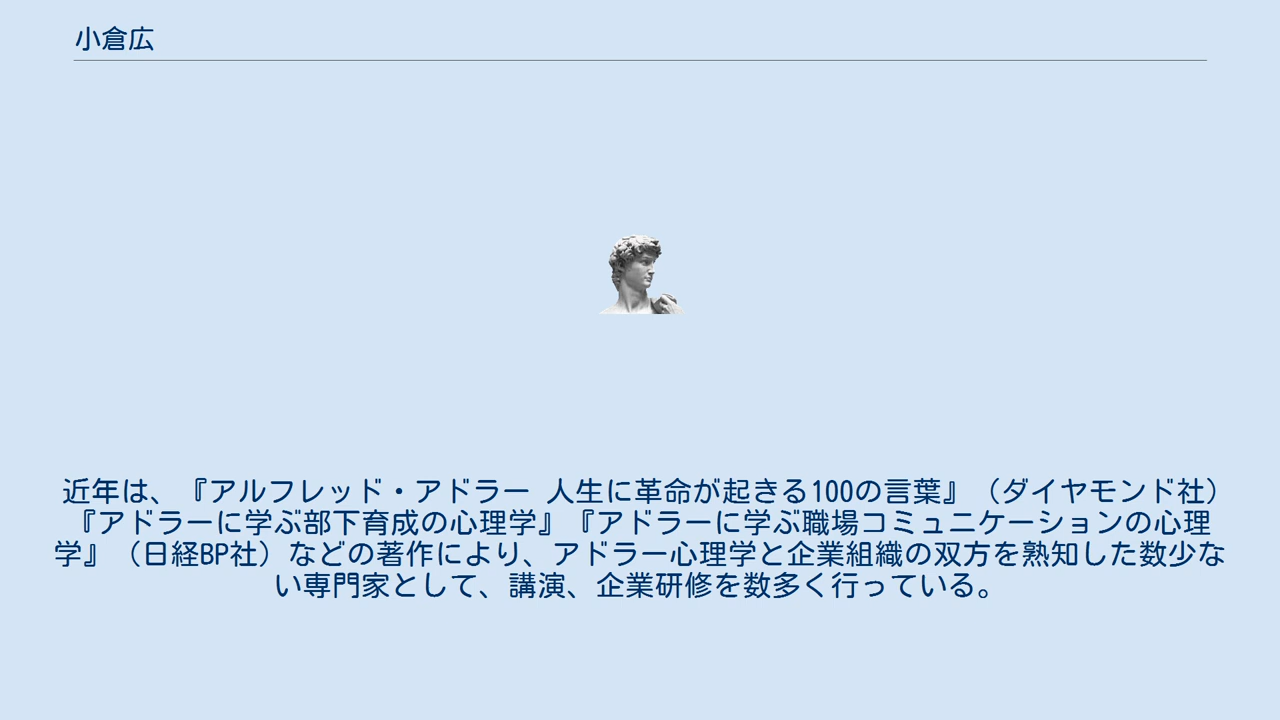 小倉広
近年は、『アルフレッド・アドラー 人生に革命が起きる100の言葉』（ダイヤモンド社）
『アドラーに学ぶ部下育成の心理学』『アドラーに学ぶ職場コミュニケーションの心理
学』（日経BP社）などの著作により、アドラー心理学と企業組織の双方を熟知した数少な
い専門家として、講演、企業研修を数多く行っている。